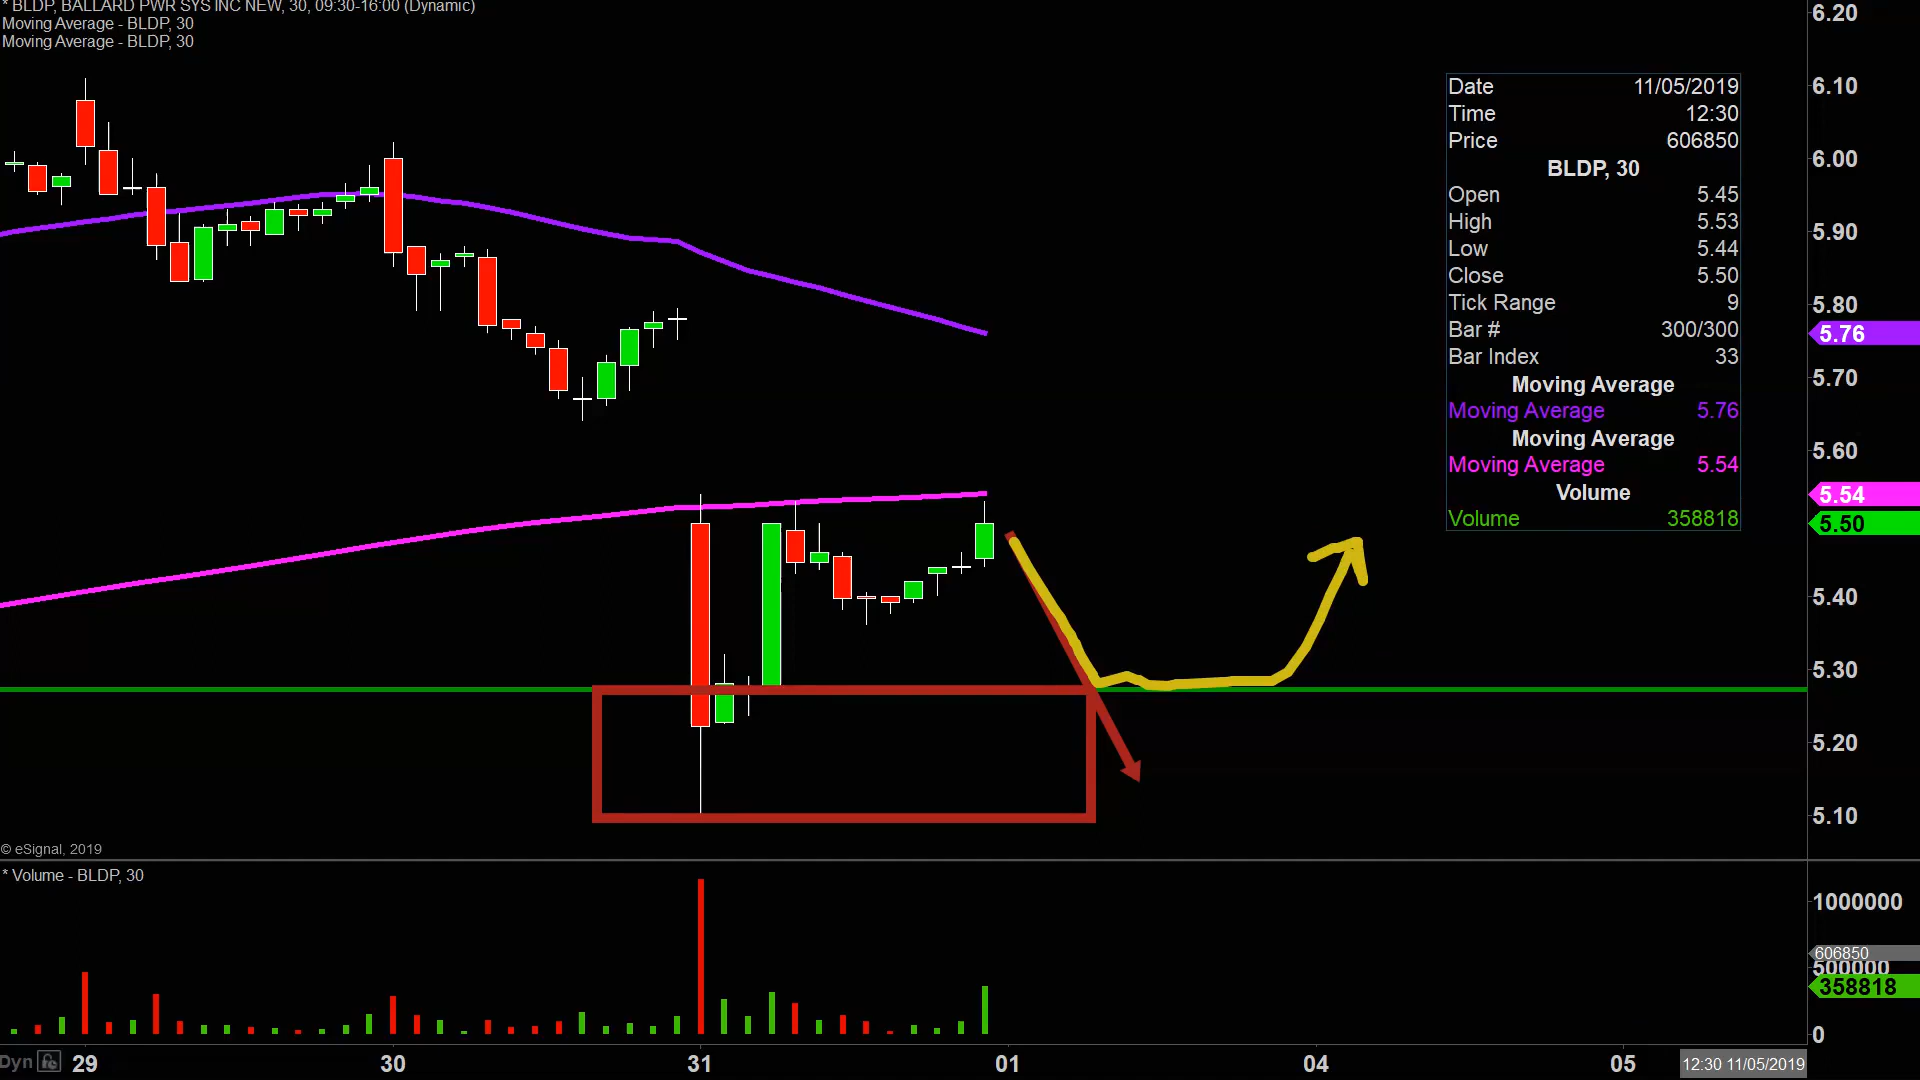 * BLDP, BALLARD PWR SYS INC NEW, 30, 09:30-16:00 (Dynamic)
Moving Average - BLDP, 30
Moving Average - BLDP, 30
Date 11/05/2019
Time 12:30
Price 606850
BLDP, 30
Open 5.45
High 5.53
Low 5.44
Close 5.50
Tick Range 9
Bar # 300/300
Bar Index 33
Moving Average
Moving Average 5.76
Moving Average
Moving Average 5.54
Volume
Volume 358818
6.20
6.10
6.00
5.90
5.80
5.76
5.70
5.60
5.54
5.50
5.40
5.30
5.20
5.10
© eSignal, 2019
* Volume - BLDP, 30
1000000
606850
500000
358818
0
Dyn 29 30 31 01 04 05 12:30 11/05/2019